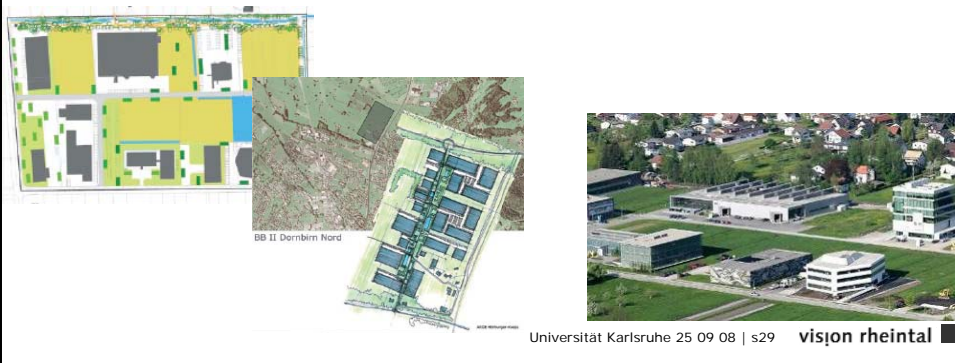 BB II Dornbirn Nord
Universität Karlsruhe 25 09 08 | s29
vision rheintal